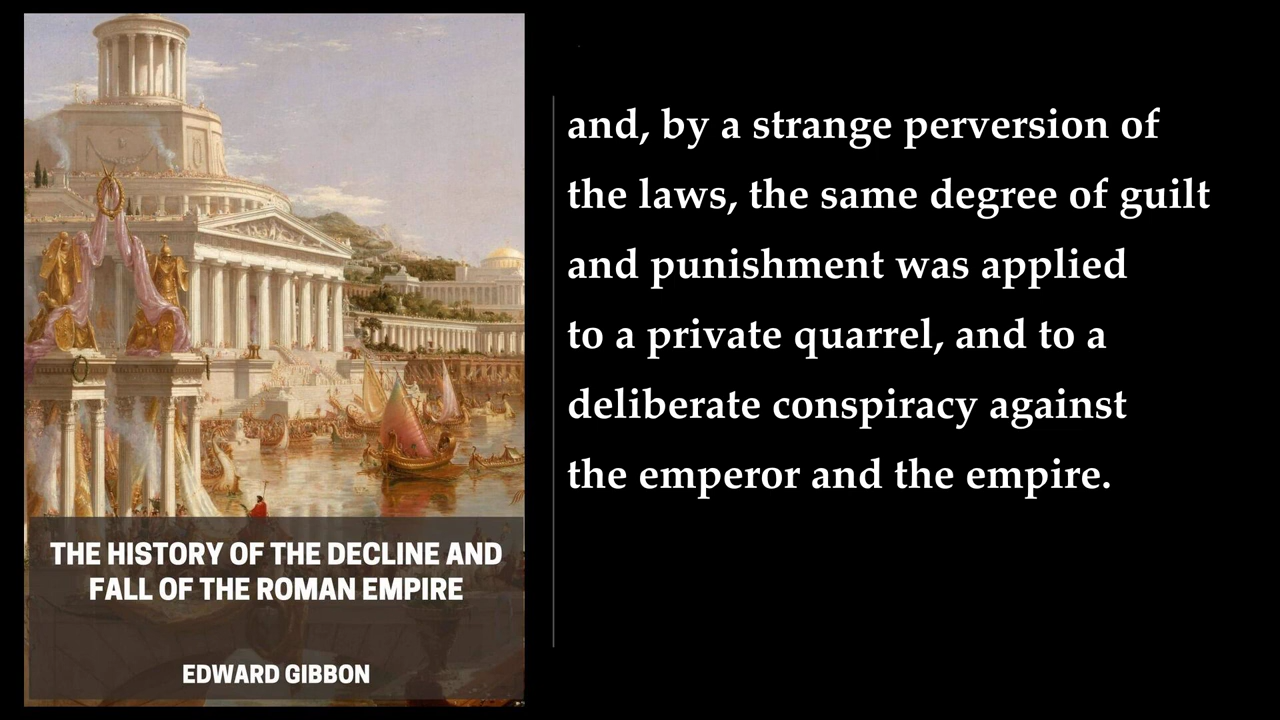 THE HISTORY OF THE DECLINE AND
FALL OF THE ROMAN EMPIRE
EDWARD GIBBON
and, by a strange perversion of
the laws, the same degree of guilt
and punishment was applied
to a private quarrel, and to a
deliberate conspiracy against
the emperor and the empire.